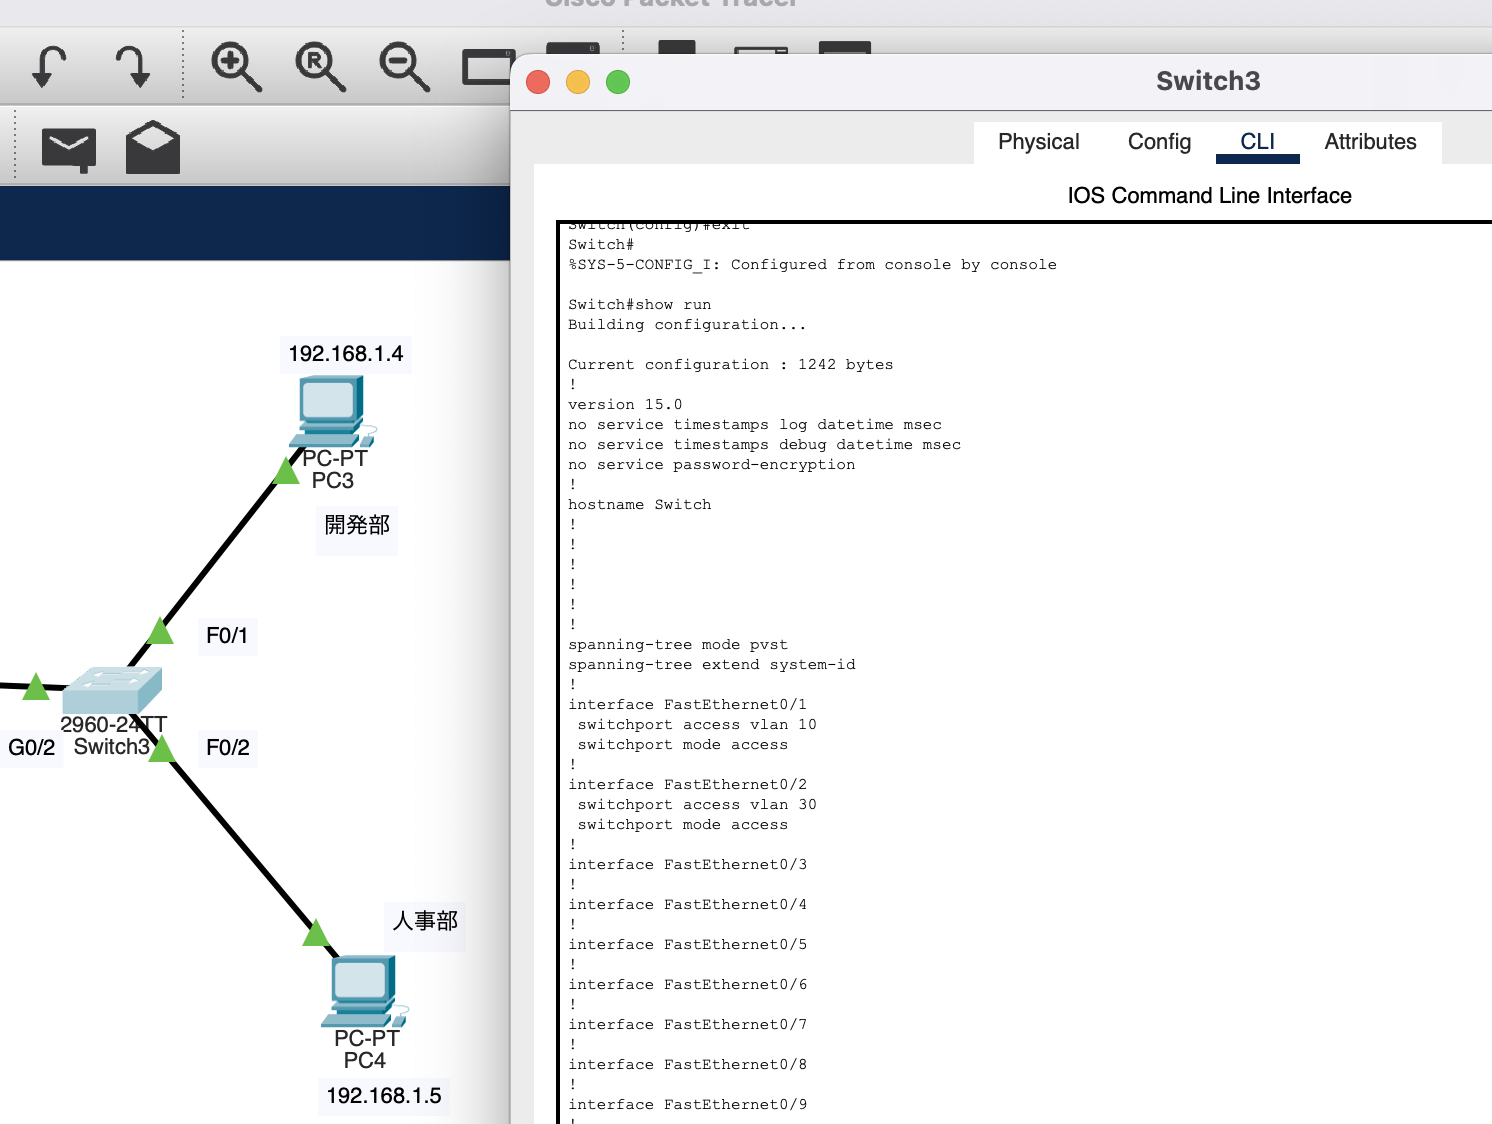 Cisco Packet Tracer
R
Switch3
Physical
Config
CLI
Attributes
IOS Command Line Interface
Switch(config)#exit
Switch#
%SYS-5-CONFIG_I: Configured from console by console
Switch#show run
Building configuration...
Current configuration : 1242 bytes
!
version 15.0
no service timestamps log datetime msec
no service timestamps debug datetime msec
no service password-encryption
!
hostname Switch
!
!
!
!
!
!
spanning-tree mode pvst
spanning-tree extend system-id
!
interface FastEthernet0/1
switchport access vlan 10
switchport mode access
!
interface FastEthernet0/2
switchport access vlan 30
switchport mode access
!
interface FastEthernet0/3
!
interface FastEthernet0/4
!
interface FastEthernet0/5
!
interface FastEthernet0/6
!
interface FastEthernet0/7
!
interface FastEthernet0/8
!
interface FastEthernet0/9
!
192.168.1.4
PC-PT
PC3
開発部
F0/1
2960-24TT
Switch3
G0/2
F0/2
人事部
PC-PT
PC4
192.168.1.5